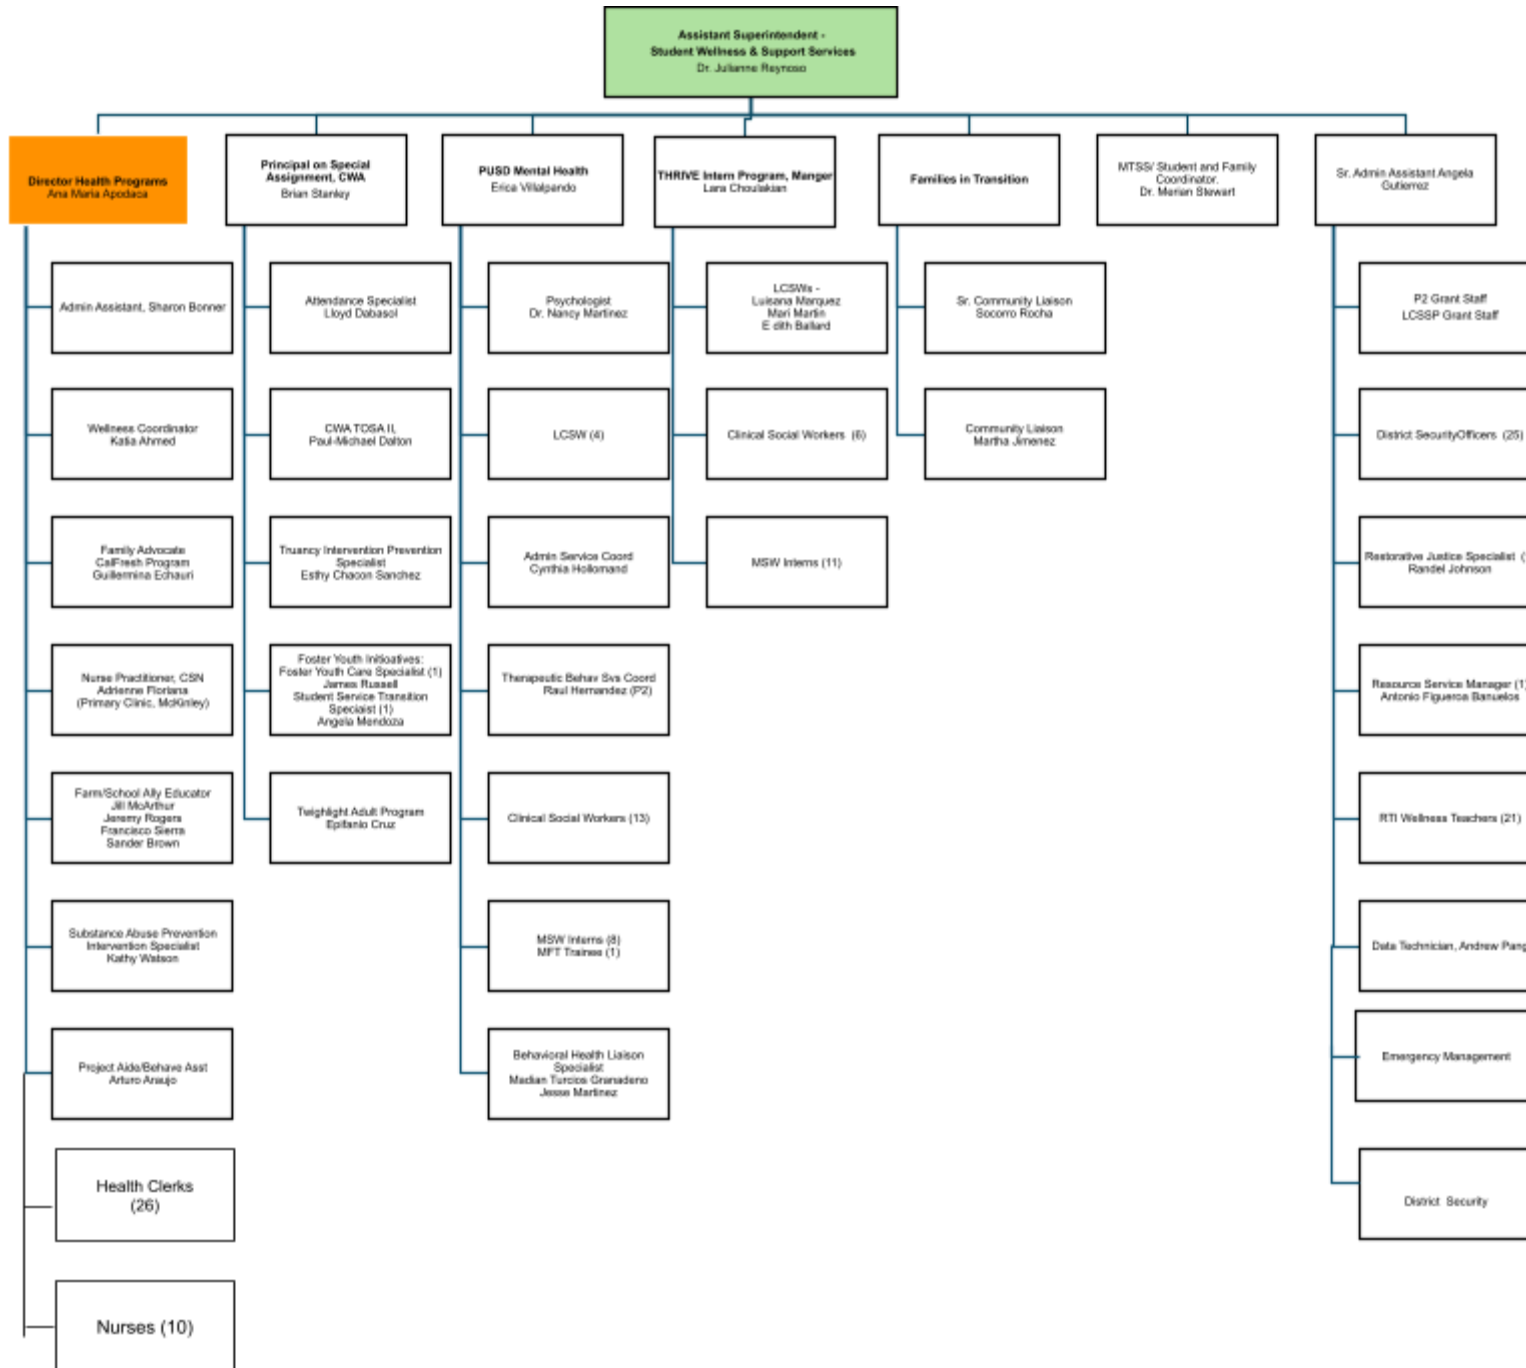 Assistant Superintendent -
Student Wellness & Support Services
Dr. Julianne Reynoso
Director Health Programs
Ana Maria Apodaca
Principal on Special
Assignment, CWA
Brian Stanley
PUSD Mental Health
Erica Villalpando
THRIVE Intern Program, Manger
Lara Choulakian
Families in Transition
MTSS/ Student and Family
Coordinator.
Dr. Merian Stewart
Sr. Admin Assistant Angela
Gutierrez
Admin Assistant, Sharon Bonner
Wellness Coordinator
Katia Ahmed
Family Advocate
CalFresh Program
Guillermina Echauri
Nurse Practitioner, CSN
Adrienne Floriana
(Primary Clinic, McKinley)
Farm/School Ally Educator
Jill McArthur
Jeremy Rogers
Francisco Sierra
Sander Brown
Substance Abuse Prevention
Intervention Specialist
Kathy Watson
Project Aide/Behave Asst
Arturo Araujo
Health Clerks
(26)
Nurses (10)
Attendance Specialist
Lloyd Dabasol
CWA TOSA II,
Paul-Michael Dalton
Truancy Intervention Prevention
Specialist
Esthy Chacon Sanchez
Foster Youth Initioatives:
Foster Youth Care Specialist (1)
James Russell
Student Service Transition
Specialist (1)
Angela Mendoza
Twighlight Adult Program
Epifanio Cruz
Psychologist
Dr. Nancy Martinez
LCSW (4)
Admin Service Coord
Cynthia Hollomand
Therapeutic Behav Svs Coord
Raul Hernandez (P2)
Clinical Social Workers (13)
MSW Interns (8)
MFT Trainee (1)
Behavioral Health Liaison
Specialist
Madian Turcios Granadeno
Jesse Martinez
LCSWs -
Luisana Marquez
Mari Martin
E dith Ballard
Clinical Social Workers (6)
MSW Interns (11)
Sr. Community Liaison
Socorro Rocha
Community Liaison
Martha Jimenez
P2 Grant Staff
LCSSP Grant Staff
District SecurityOfficers (25)
Restorative Justice Specialist (
Randel Johnson
Resource Service Manager (1)
Antonio Figueroa Banuelos
RTI Wellness Teachers (21)
Data Technician, Andrew Pang
Emergency Management
District Security